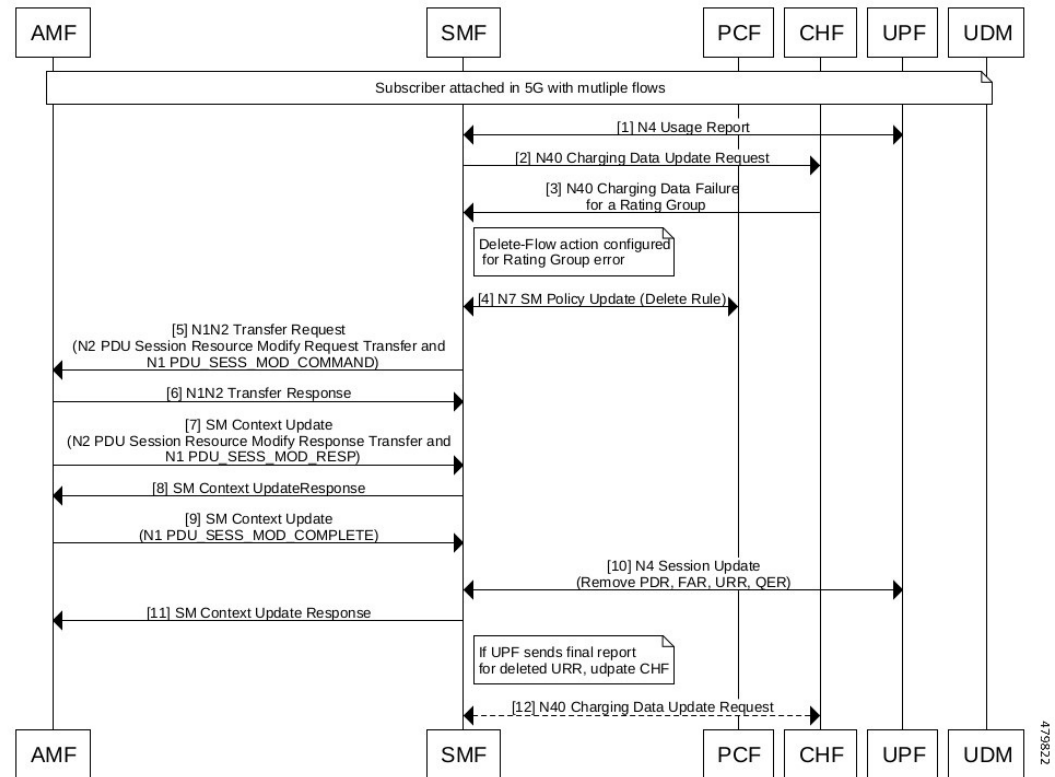 AMF SMF PCF CHF UPF UDM
Subscriber attached in 5G with mutliple flows
[1] N4 Usage Report
[2] N40 Charging Data Update Request
[3] N40 Charging Data Failure
for a Rating Group
Delete-Flow action configured
for Rating Group error
[4] N7 SM Policy Update (Delete Rule)
[5] N1N2 Transfer Request
(N2 PDU Session Resource Modify Request Transfer and
N1 PDU_SESS_MOD_COMMAND)
[6] N1N2 Transfer Response
[7] SM Context Update
(N2 PDU Session Resource Modify Response Transfer and
N1 PDU_SESS_MOD_RESP)
[8] SM Context UpdateResponse
[9] SM Context Update
(N1 PDU_SESS_MOD_COMPLETE)
[10] N4 Session Update
(Remove PDR, FAR, URR, QER)
[11] SM Context Update Response
If UPF sends final report
for deleted URR, udpate CHF
[12] N40 Charging Data Update Request
AMF SMF PCF CHF UPF UDM
479822